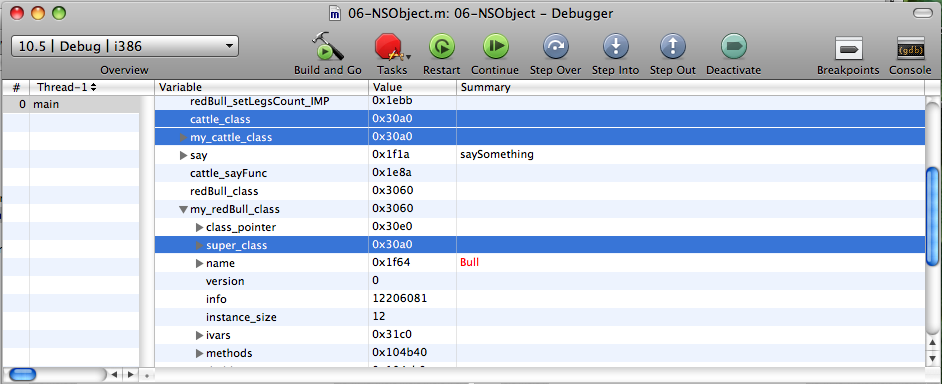 06-NSObject.m: 06-NSObject – Debugger
10.5 | Debug | i386
{gdb}
Overview Build and Go Tasks Restart Continue Step Over Step Into Step Out Deactivate Breakpoints Console
# Thread-1 Variable Value Summary
redBull_setLegsCount_IMP 0x1ebb
0 main
cattle_class 0x30a0
my_cattle_class 0x30a0
say 0x1f1a saySomething
cattle_sayFunc 0x1e8a
redBull_class 0x3060
my_redBull_class 0x3060
class_pointer 0x30e0
super_class 0x30a0
name 0x1f64 Bull
version 0
info 12206081
instance_size 12
ivars 0x31c0
methods 0x104b40